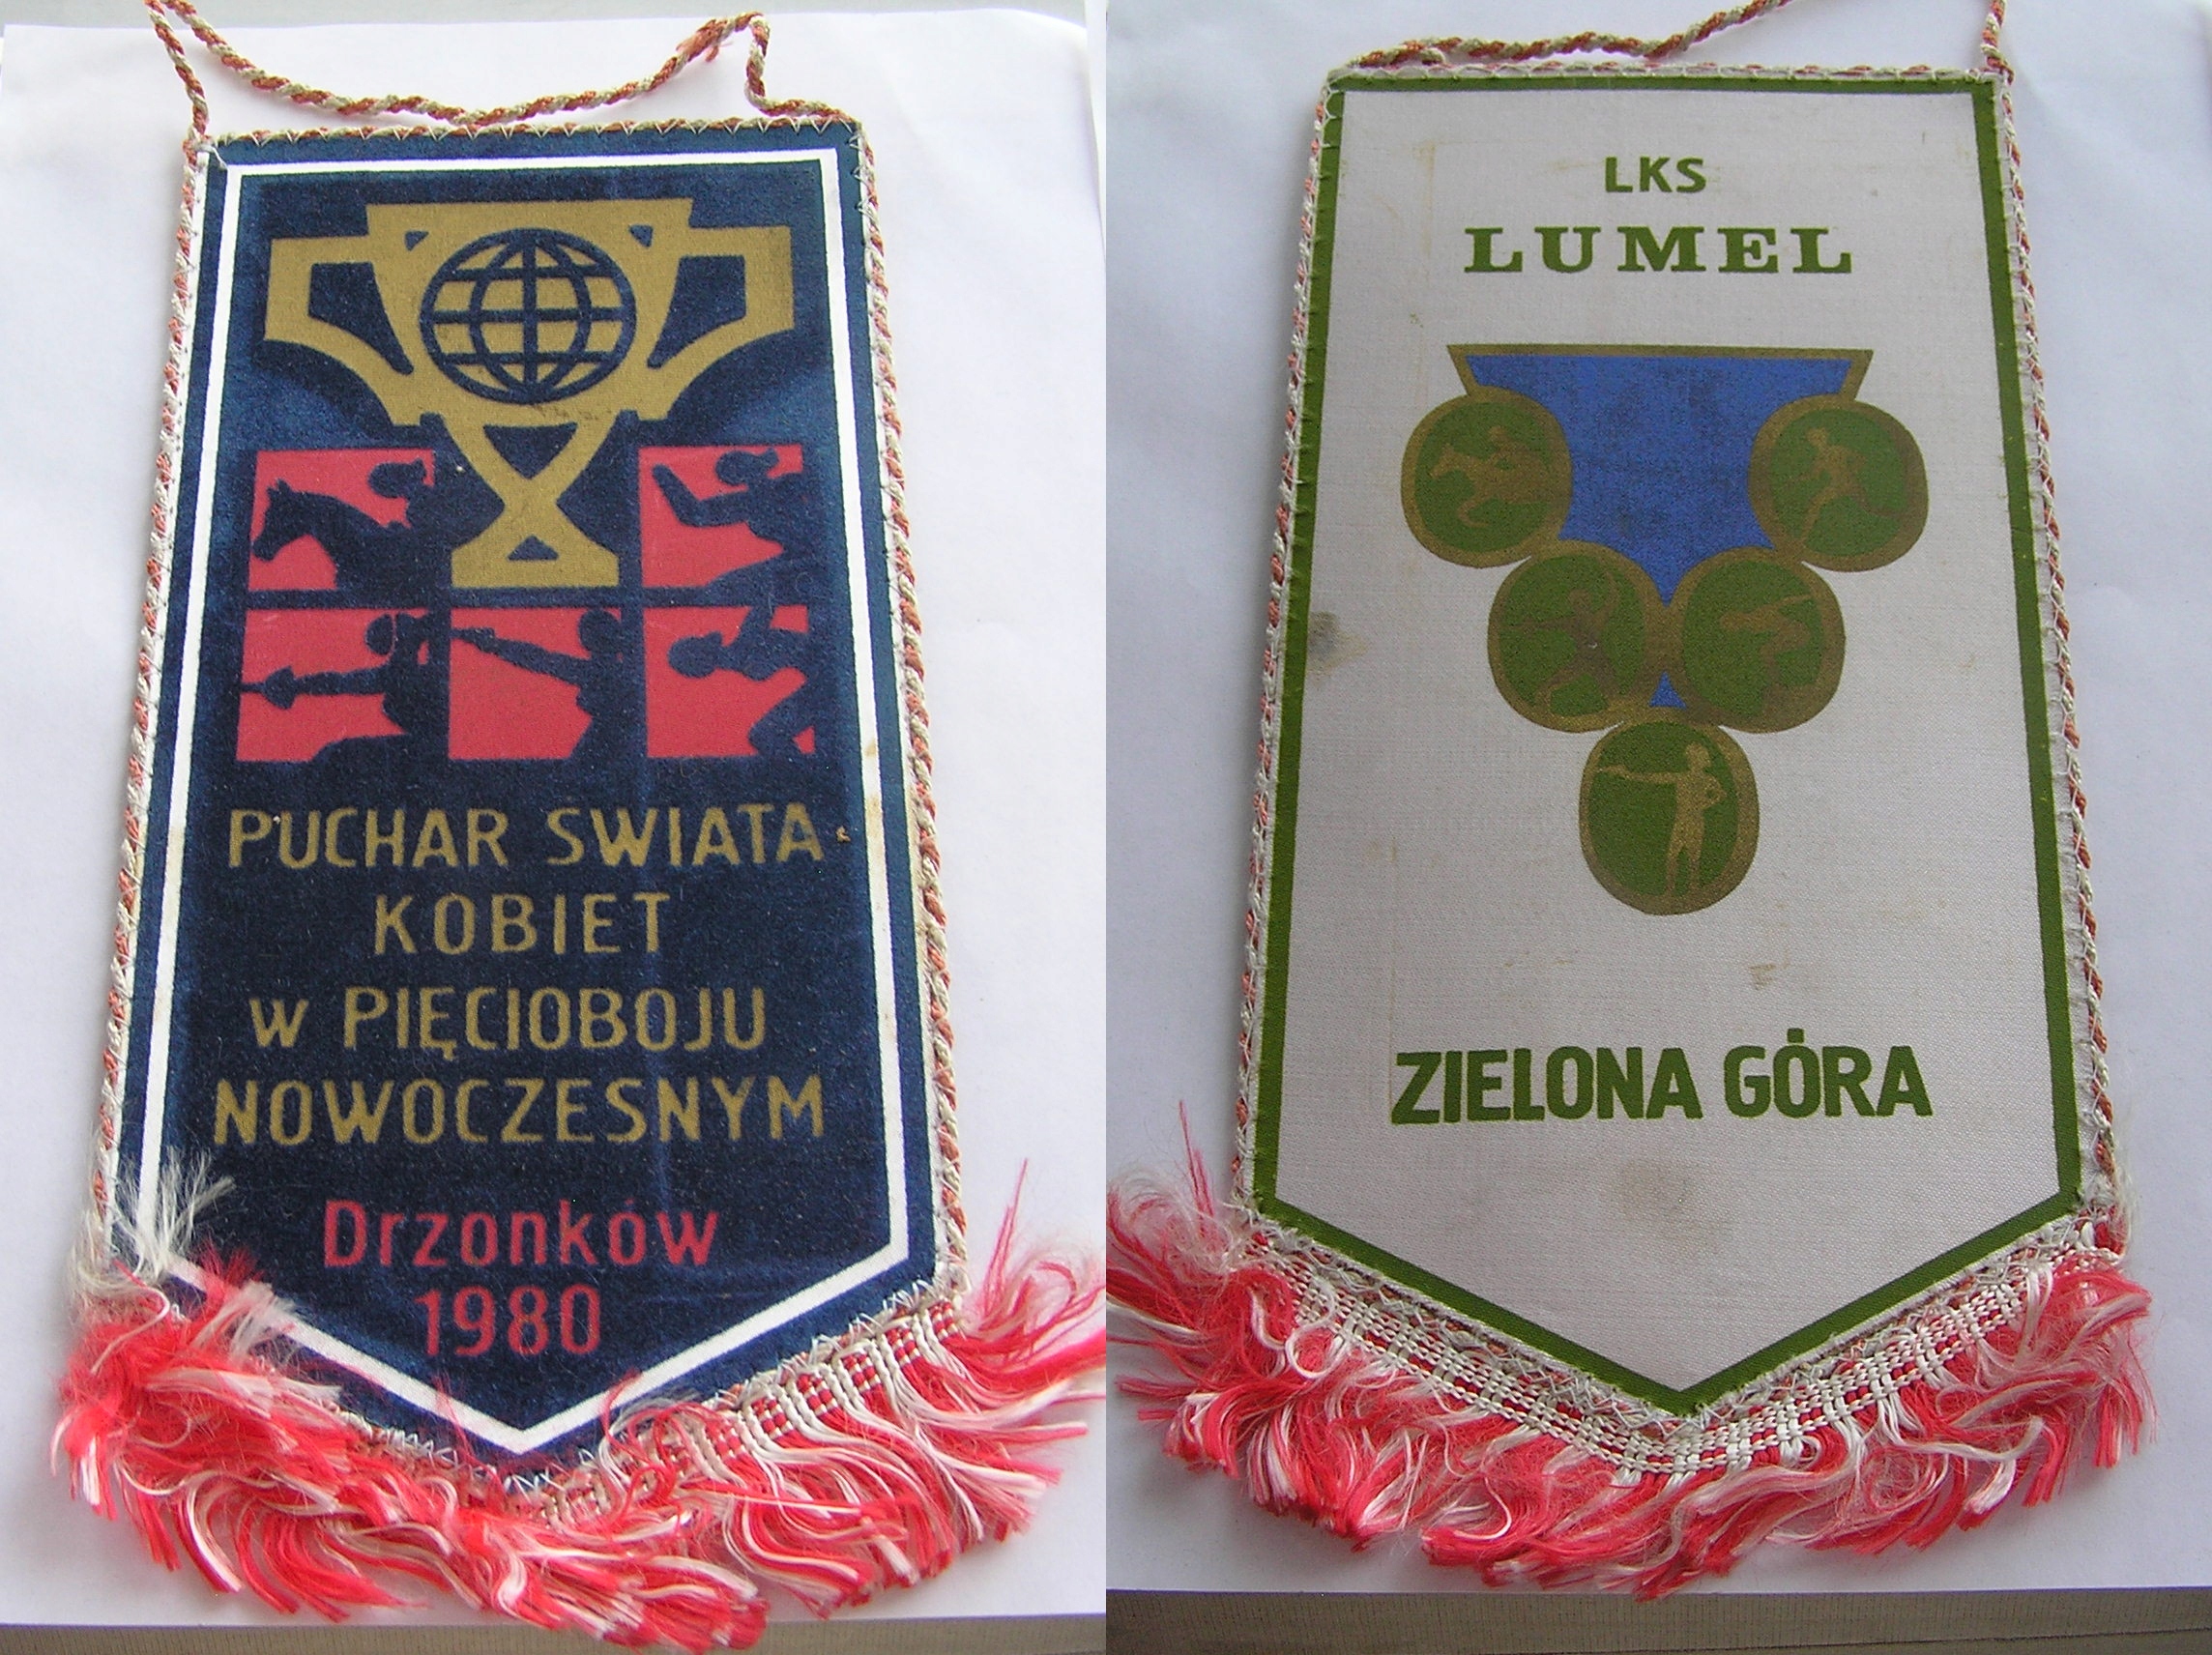 PUCHAR SWIATA
KOBIET
w PIĘCIOBOJU
NOWOCZESNYM
Drzonków
1980
LKS
LUMEL
ZIELONA GÓRA